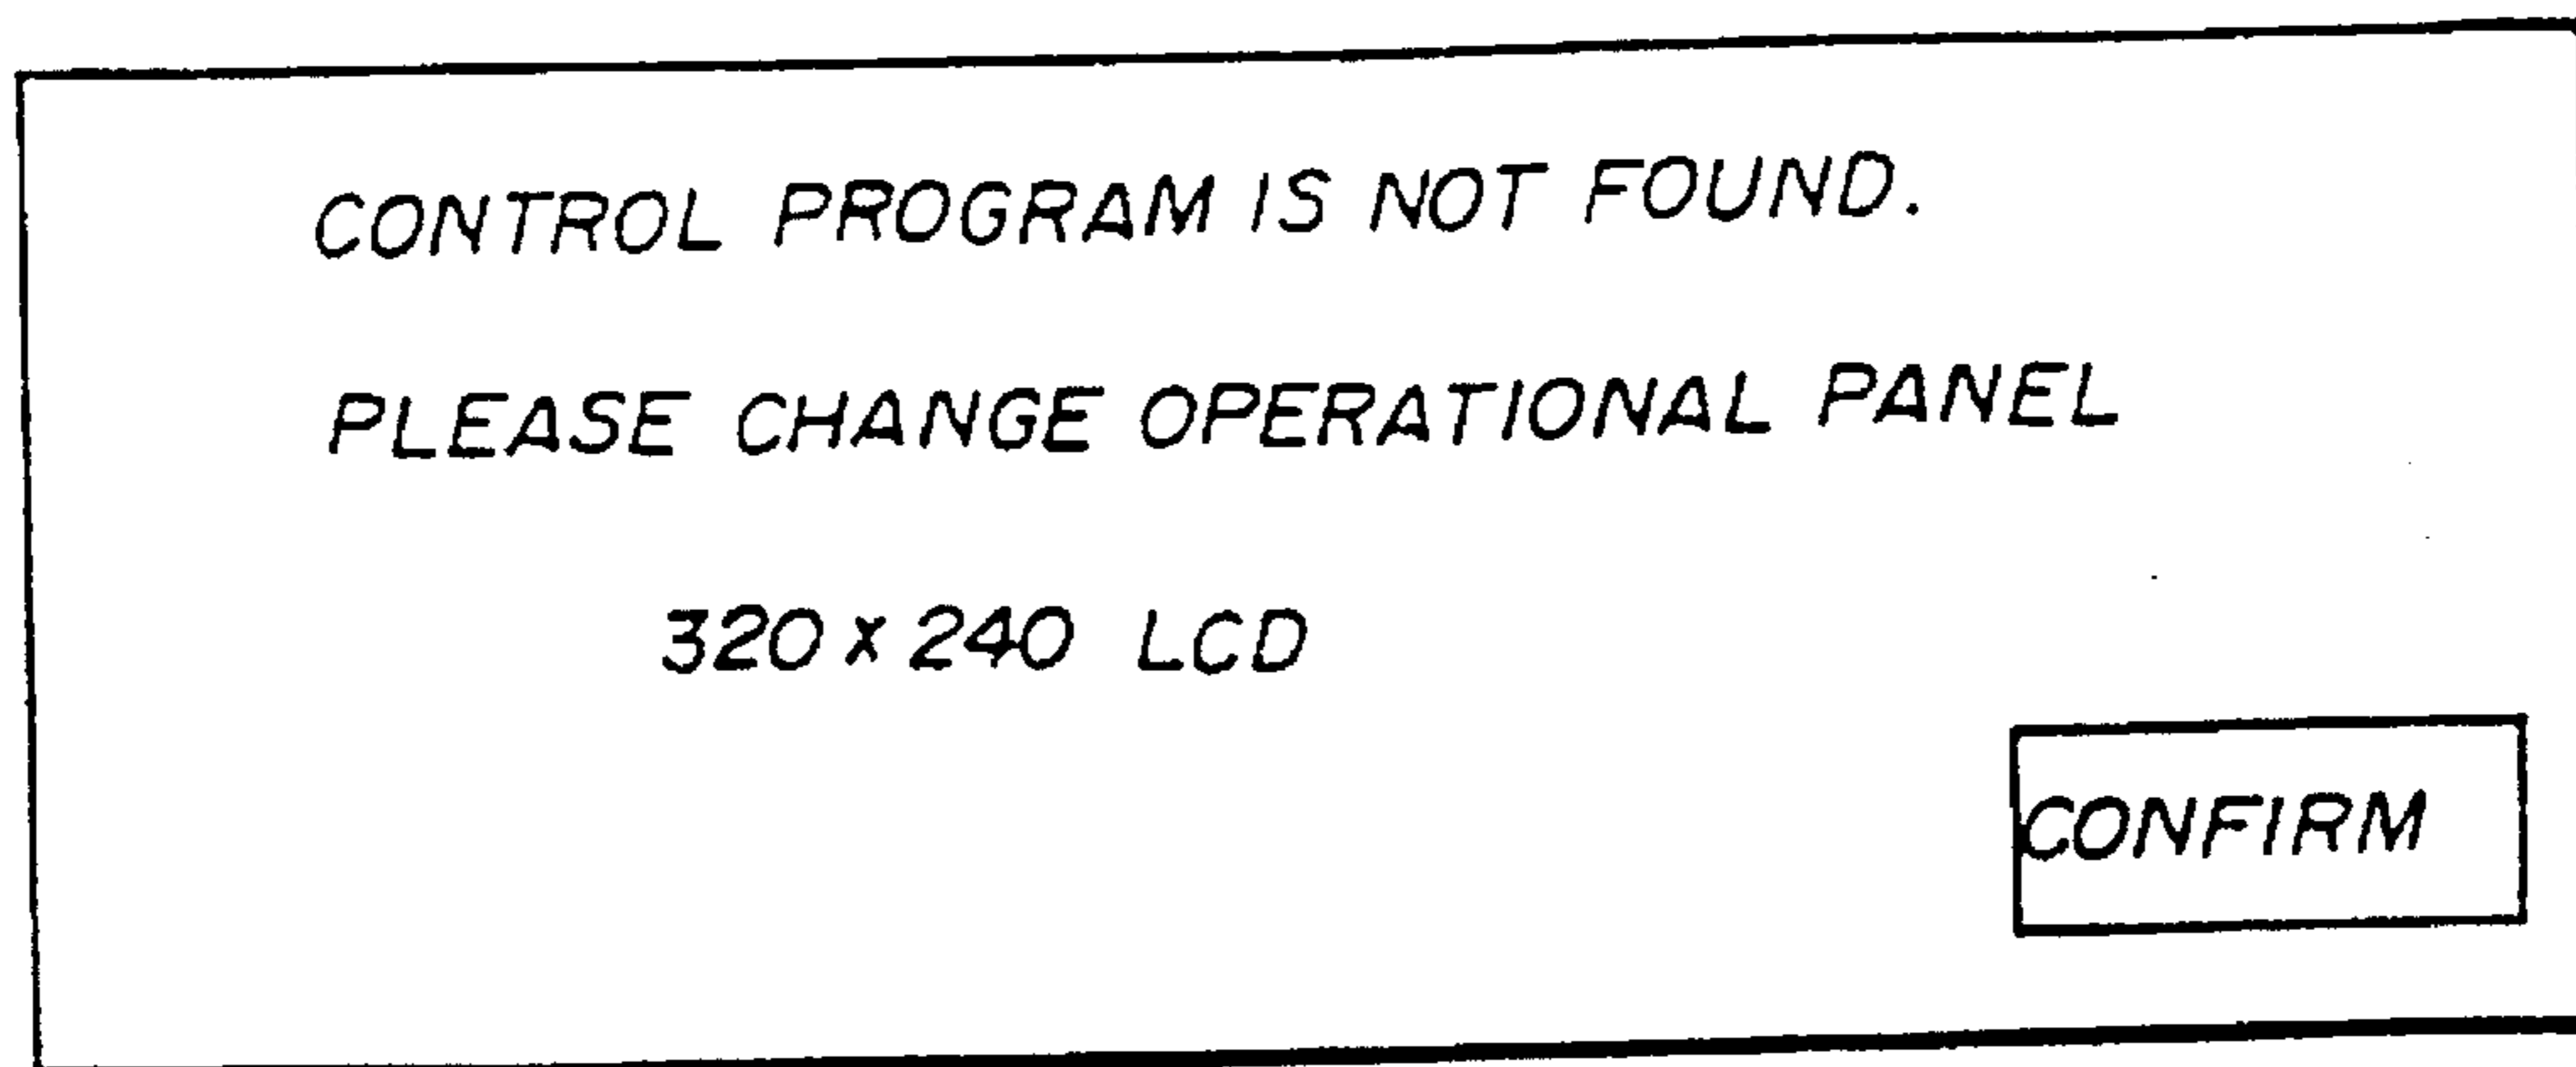 CONTROL PROGRAM IS NOT FOUND.
PLEASE CHANGE OPERATIONAL PANEL
320 x 240 LCD
CONFIRM